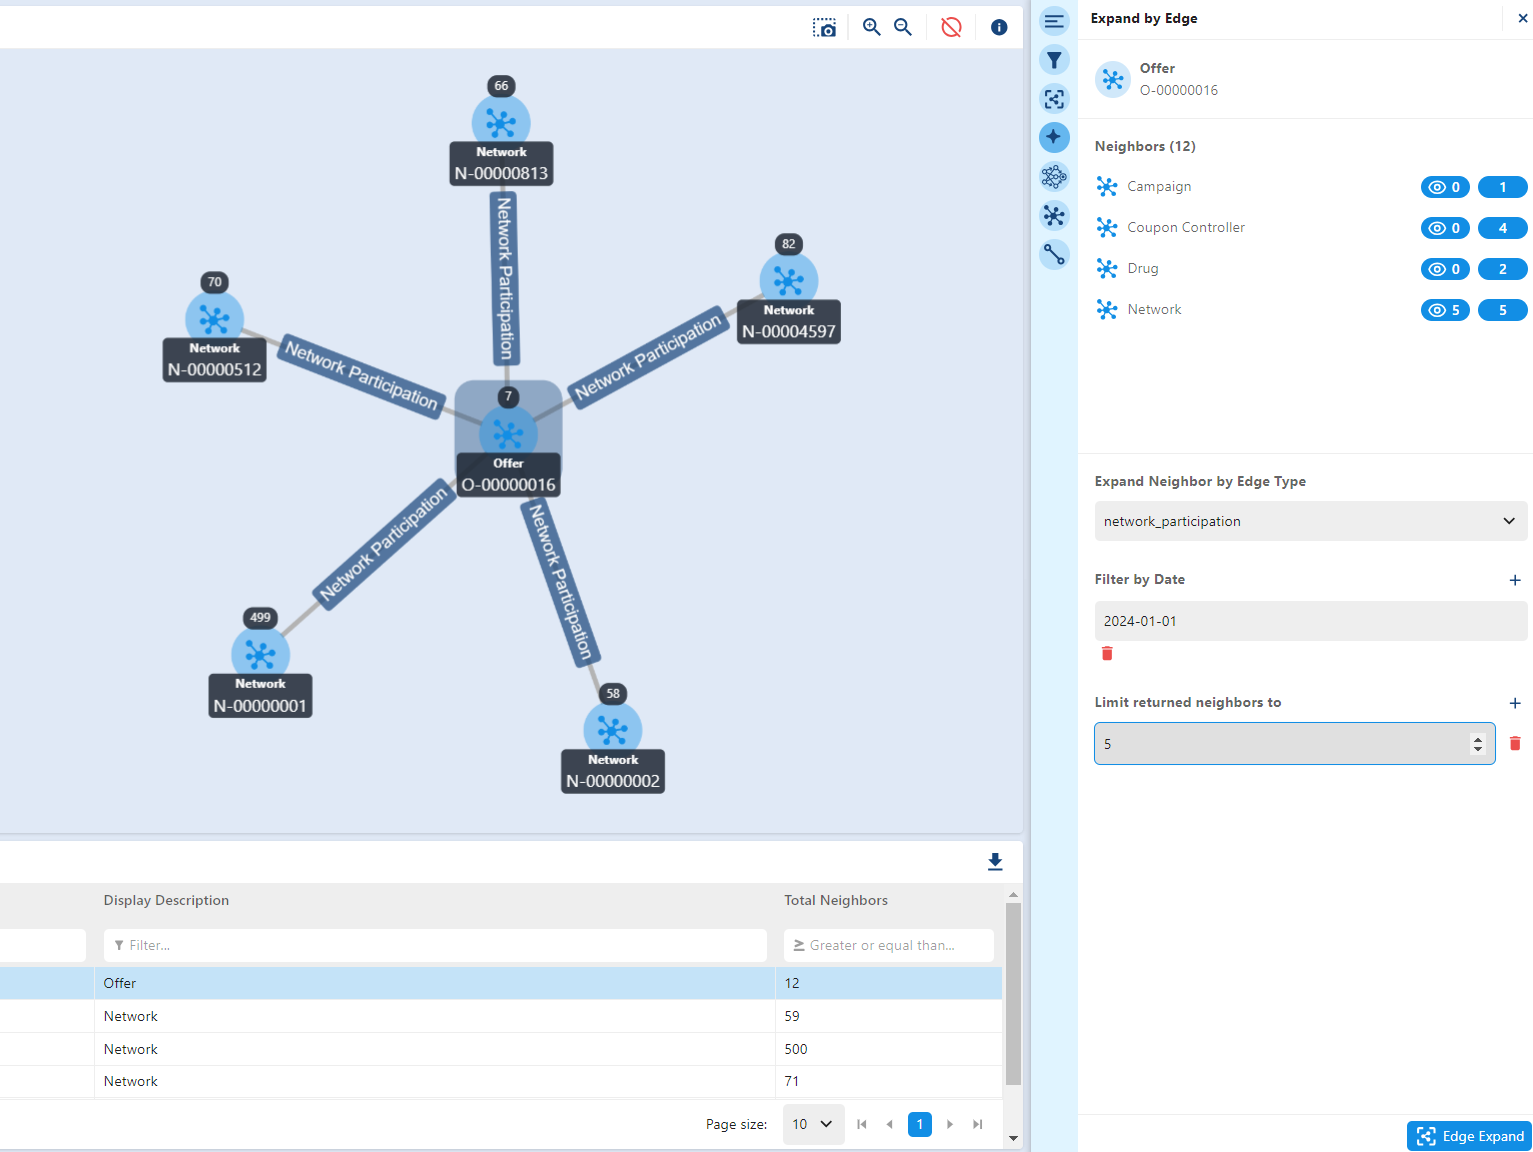 Expand by Edge
Offer
O-00000016
Neighbors (12)
Campaign
0
1
Coupon Controller
0
4
Drug
0
2
Network
5
5
Expand Neighbor by Edge Type
network_participation
Filter by Date
2024-01-01
Limit returned neighbors to
5
Edge Expand
66
Network
N-00000813
Network Participation
82
Network
N-00004597
Network Participation
70
Network
N-00000512
Network Participation
7
Offer
O-00000016
Network Participation
499
Network
N-00000001
Network Participation
58
Network
N-00000002
Display Description
Total Neighbors
Filter...
Greater or equal than...
Offer
12
Network
59
Network
500
Network
71
Page size:
10
1